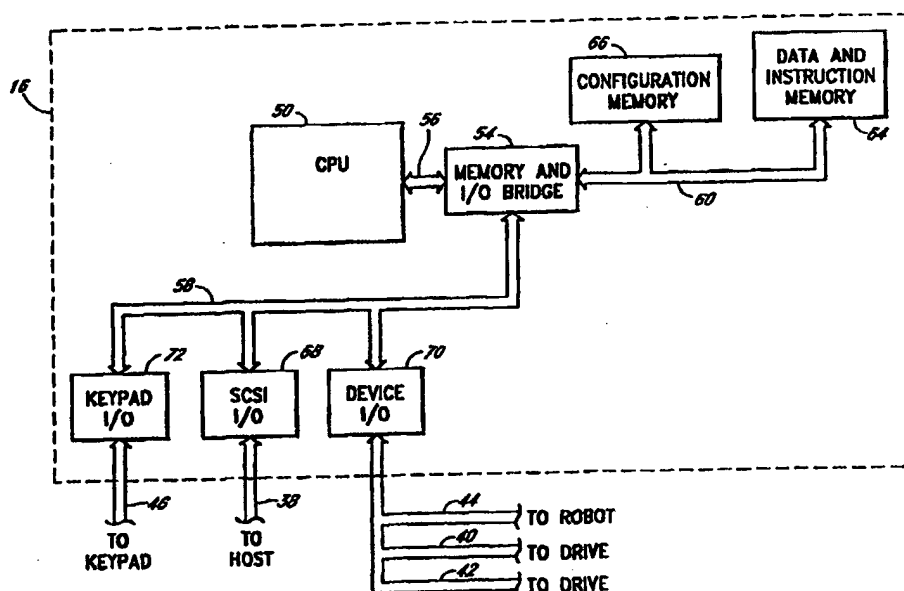 16
50
CPU
56
54
MEMORY AND
I/O BRIDGE
66
CONFIGURATION
MEMORY
DATA AND
INSTRUCTION
MEMORY
64
60
58
72
KEYPAD
I/O
68
SCSI
I/O
70
DEVICE
I/O
46
TO
KEYPAD
38
TO
HOST
44
TO ROBOT
40
TO DRIVE
42
TO DRIVE